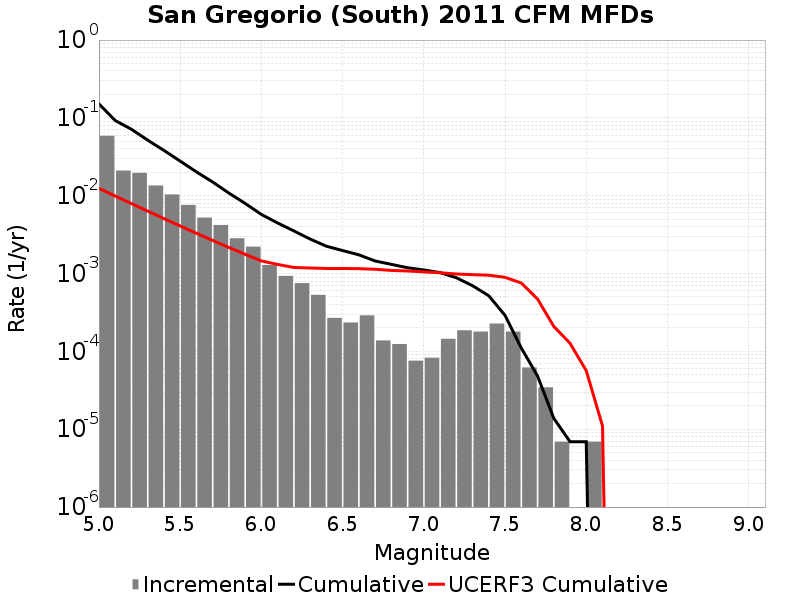 San Gregorio (South) 2011 CFM MFDs
10^0
10^-1
10^-2
10^-3
10^-4
10^-5
10^-6
Rate (1/yr)
5.0 5.5 6.0 6.5 7.0 7.5 8.0 8.5 9.0
Magnitude
Incremental Cumulative UCERF3 Cumulative